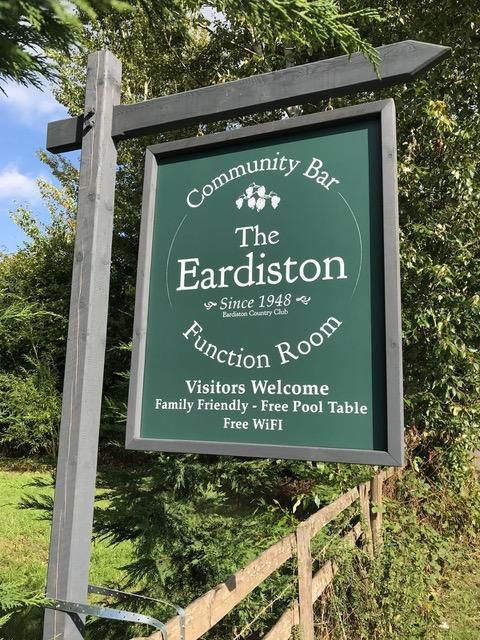 Community Bar
The
Eardiston
Since 1948
Eardiston Country Club
Function Room
Visitors Welcome
Family Friendly - Free Pool Table
Free WiFI